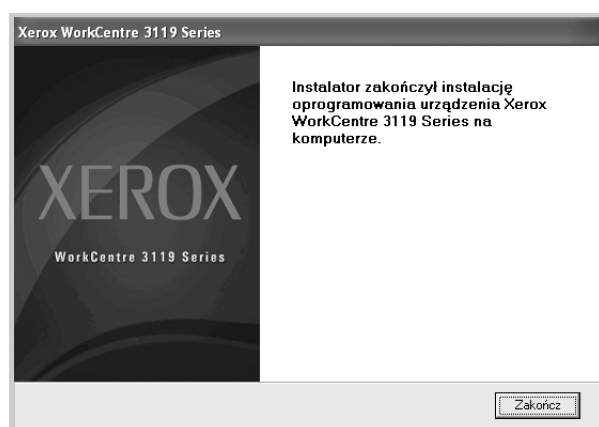 Xerox WorkCentre 3119 Series
Instalator zakończył instalację
oprogramowania urządzenia Xerox
WorkCentre 3119 Series na
komputerze.
XEROX
WorkCentre 3119 Series
Zakończ